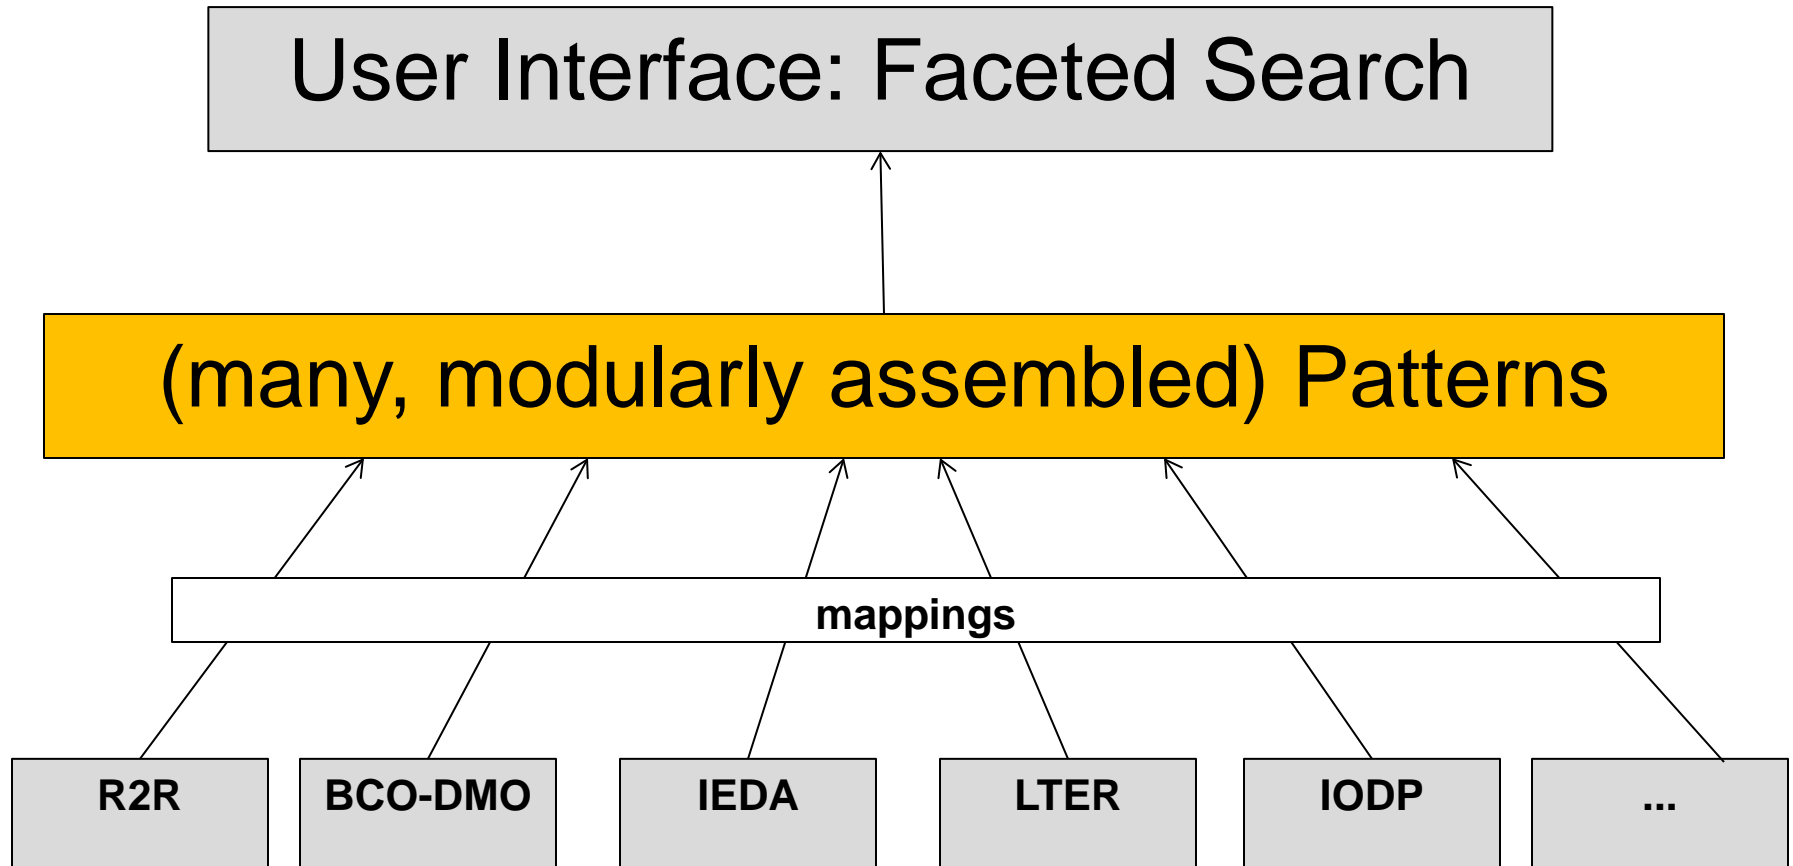 User Interface: Faceted Search
(many, modularly assembled) Patterns
mappings
R2R
BCO-DMO
IEDA
LTER
IODP
...